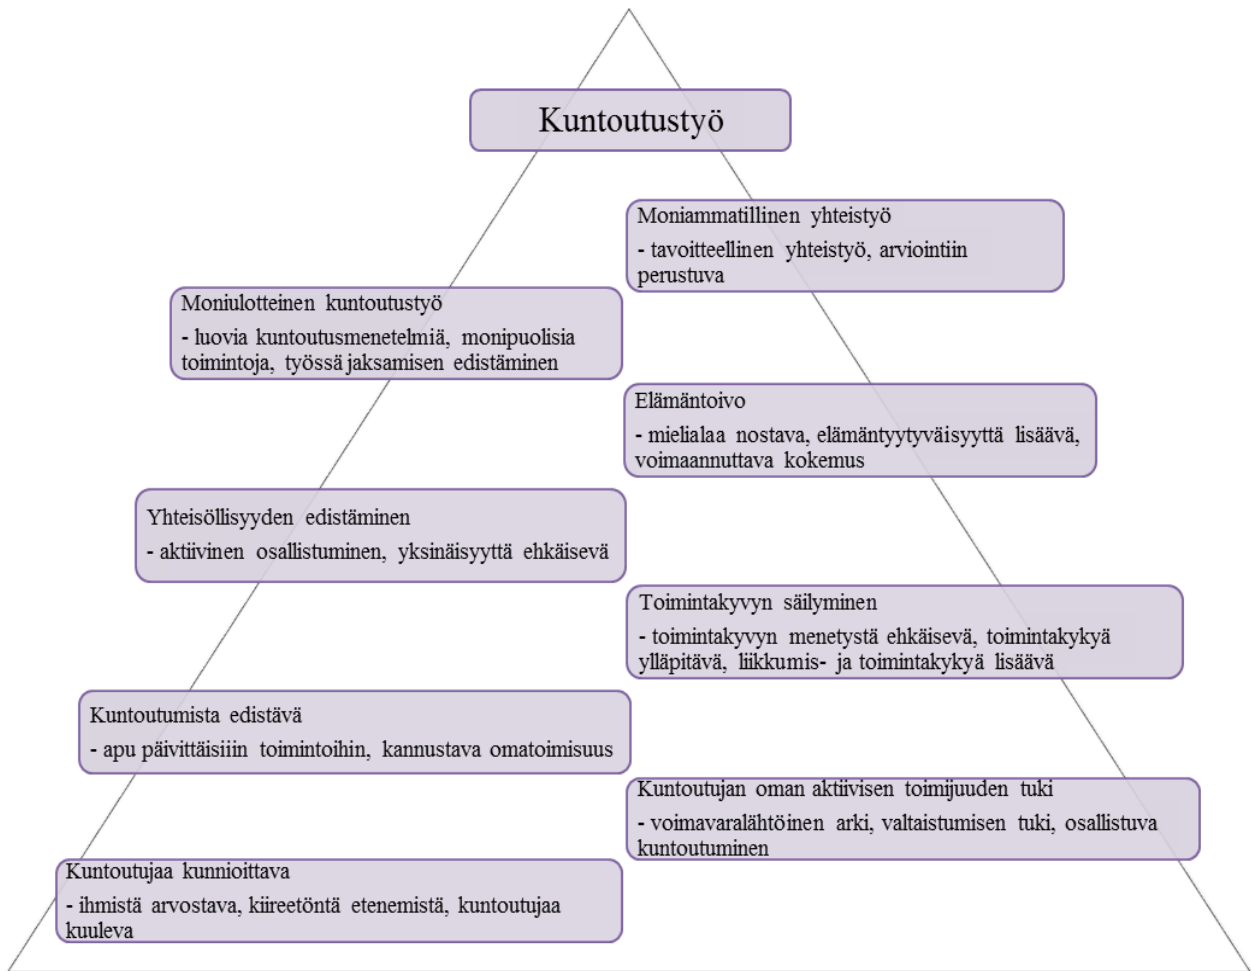 Kuntoutustyö
Moniammatillinen yhteistyö
- tavoitteellinen yhteistyö, arviointiin
perustuva
Moniulotteinen kuntoutustyö
- luovia kuntoutusmenetelmiä, monipuolisia
toimintoja, työssä jaksamisen edistäminen
Elämäntoivo
- mielialaa nostava, elämäntyytyväisyyttä lisäävä,
voimaannuttava kokemus
Yhteisöllisyyden edistäminen
- aktiivinen osallistuminen, yksinäisyyttä ehkäisevä
Toimintakyvyn säilyminen
- toimintakyvyn menetystä ehkäisevä, toimintakykyä
ylläpitävä, liikkumis- ja toimintakykyä lisäävä
Kuntoutumista edistävä
- apu päivittäisiiin toimintoihin, kannustava omatoimisuus
Kuntoutujan oman aktiivisen toimijuuden tuki
- voimavaralähtöinen arki, valtaistumisen tuki, osallistuva
kuntoutuminen
Kuntoutujaa kunnioittava
- ihmistä arvostava, kiireetöntä etenemistä, kuntoutujaa
kuuleva